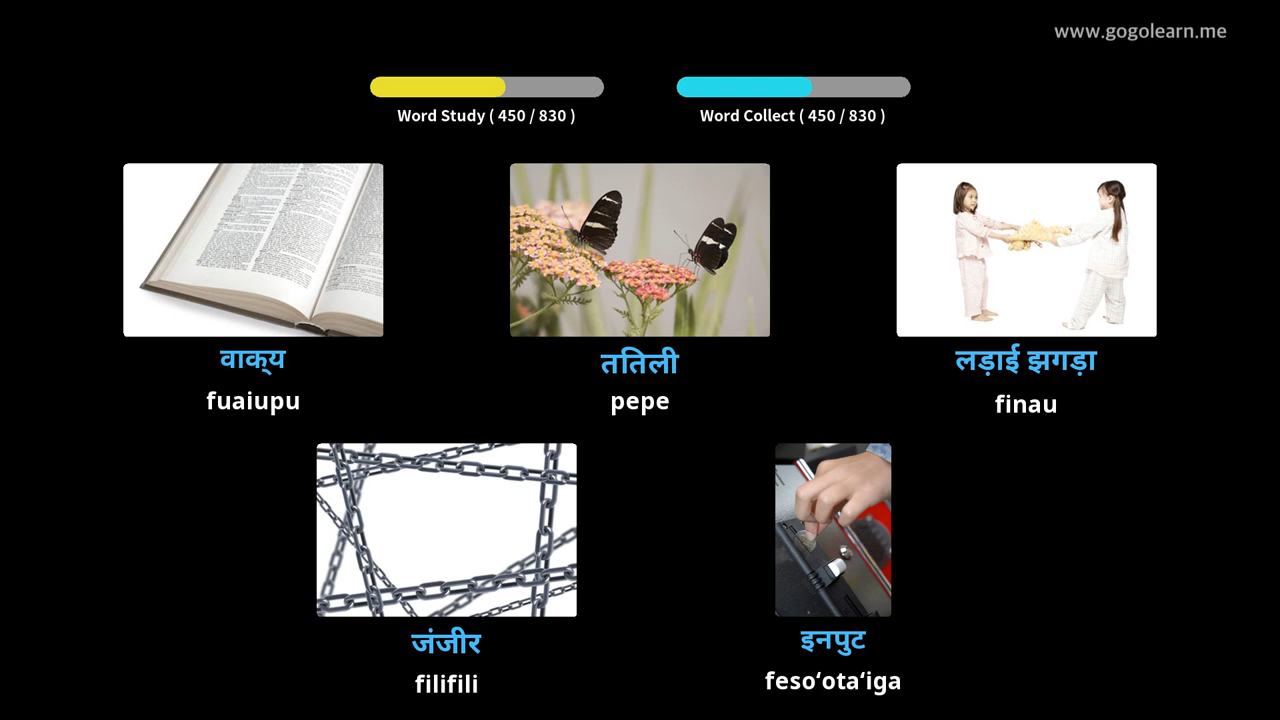 www.gogolearn.me
Word Study ( 450 / 830 )
Word Collect ( 450 / 830 )
वाक्‌य
ततिली
लड़ाई झगड़ा
fuaiupu
pepe
finau
जंजीर
इनपुट
filifili
fesoʻotaʻiga